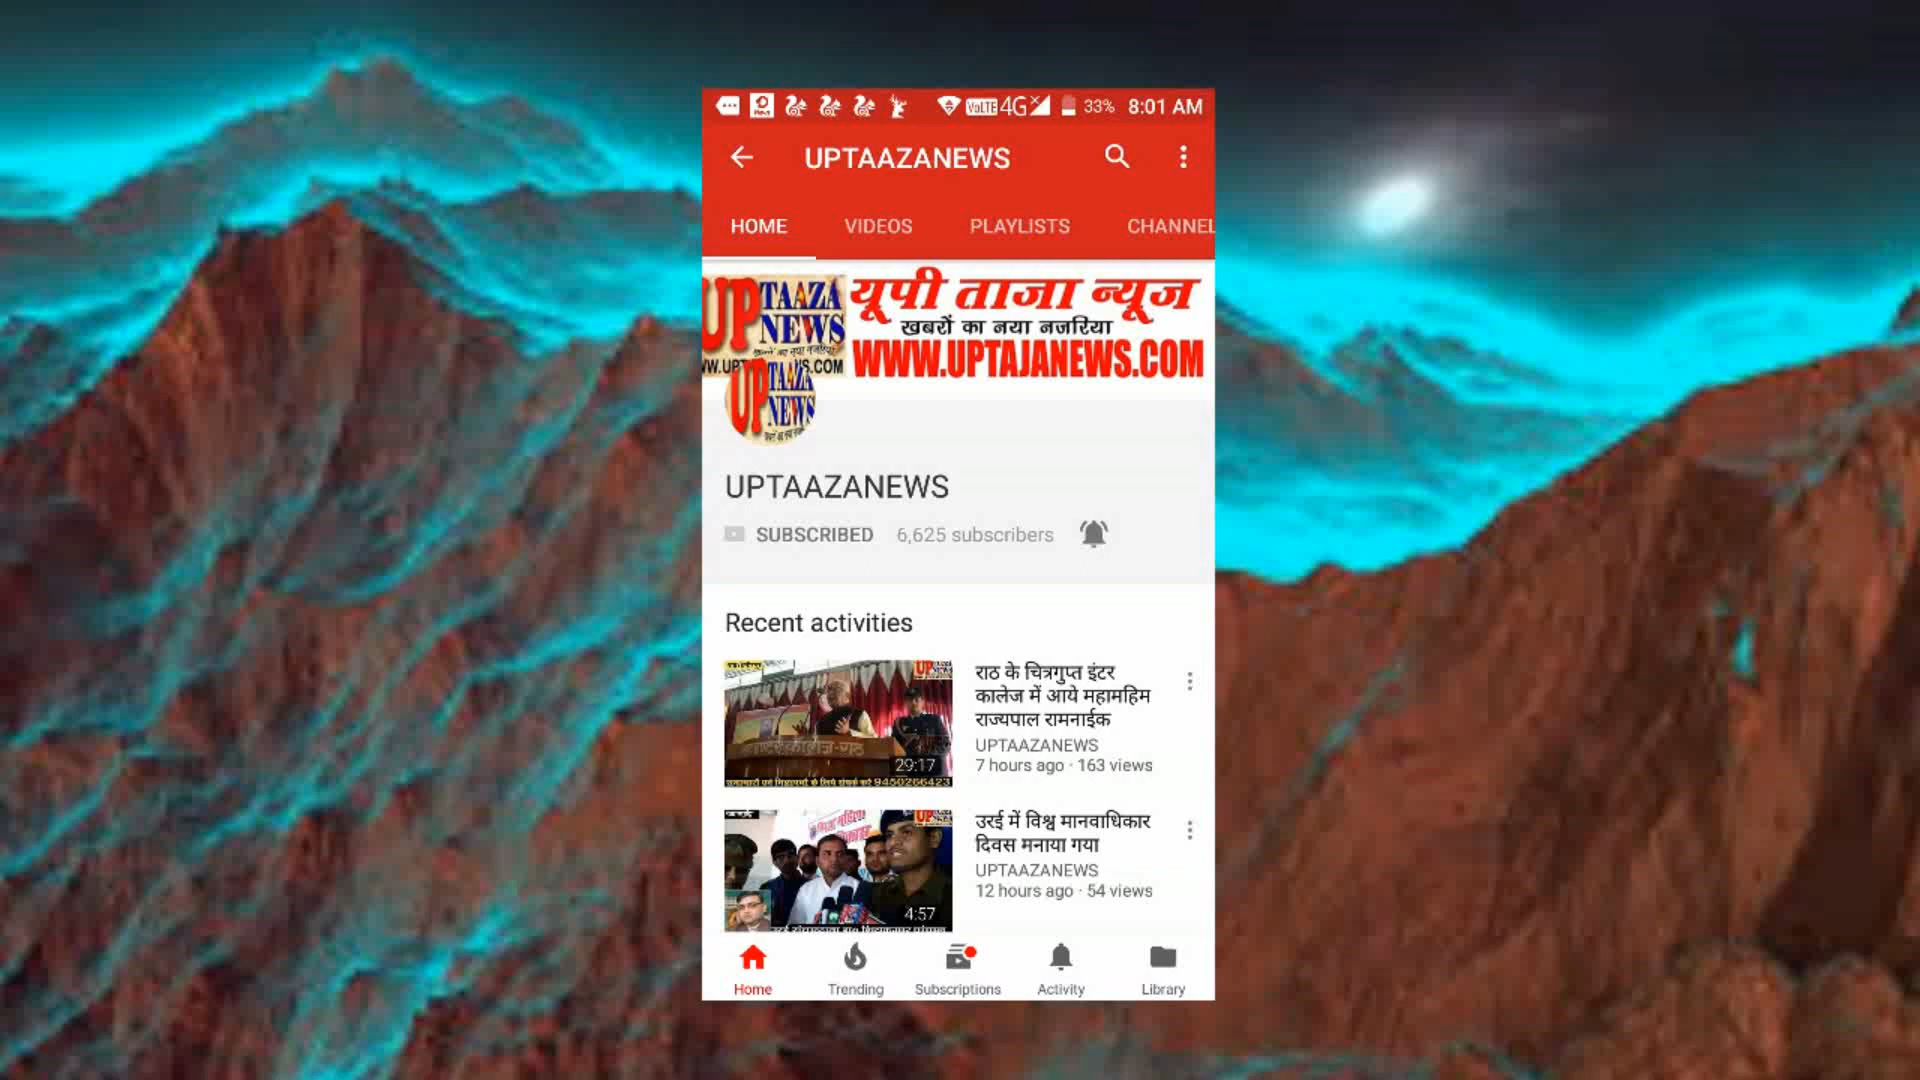 VoLTE 4G 33% 8:01 AM
UPTAAZANEWS
HOME VIDEOS PLAYLISTS CHANNEL
UP TAAZA NEWS
यूपी ताजा न्यूज
खबरों का नया नजरिया
WWW.UPTAJANEWS.COM
UP TAAZA NEWS
UPTAAZANEWS
SUBSCRIBED 6,625 subscribers
Recent activities
राठ के चित्रगुप्त इंटर
कालेज में आये महामहिम
राज्यपाल रामनाईक
UPTAAZANEWS
7 hours ago · 163 views
29:17
उरई में विश्व मानवाधिकार
दिवस मनाया गया
UPTAAZANEWS
12 hours ago · 54 views
4:57
Home Trending Subscriptions Activity Library